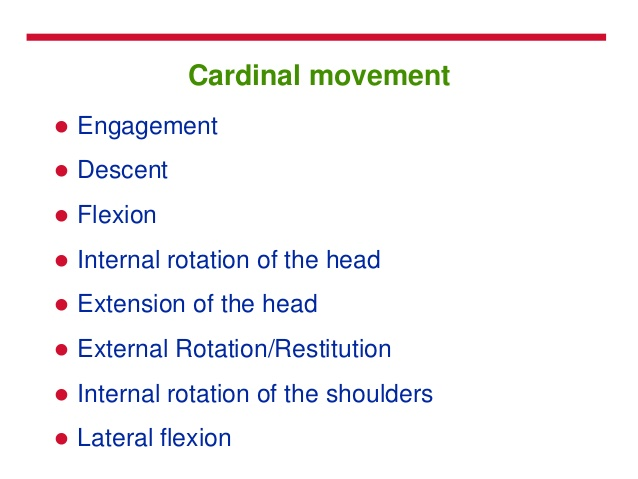 Cardinal movement
Engagement
Descent
Flexion
Internal rotation of the head
Extension of the head
External Rotation/Restitution
Internal rotation of the shoulders
Lateral flexion